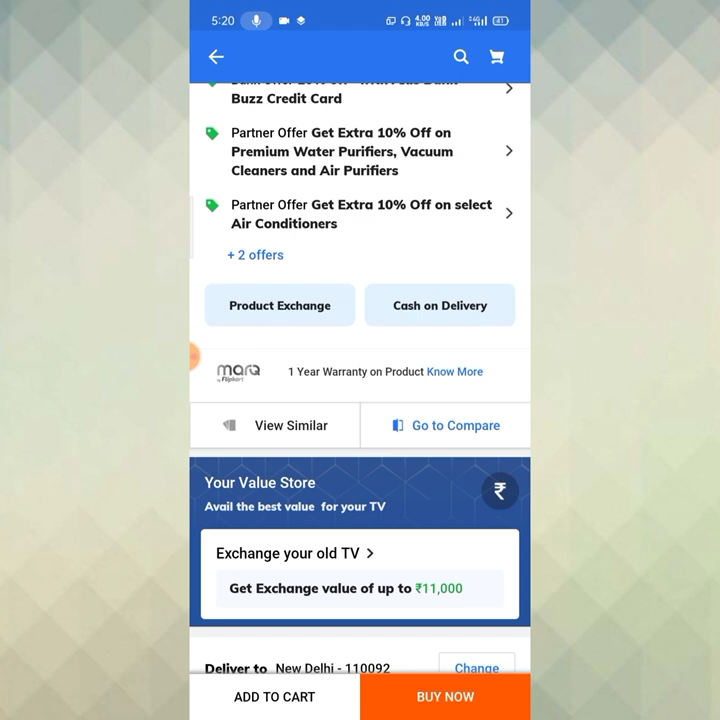 5:20
4.00
KB/S
41
Buzz Credit Card
Partner Offer Get Extra 10% Off on
Premium Water Purifiers, Vacuum
Cleaners and Air Purifiers
Partner Offer Get Extra 10% Off on select
Air Conditioners
+ 2 offers
Product Exchange
Cash on Delivery
marq
by Flipkart
1 Year Warranty on Product Know More
View Similar
Go to Compare
Your Value Store
Avail the best value for your TV
₹
Exchange your old TV >
Get Exchange value of up to ₹11,000
Deliver to New Delhi - 110092
Change
ADD TO CART
BUY NOW